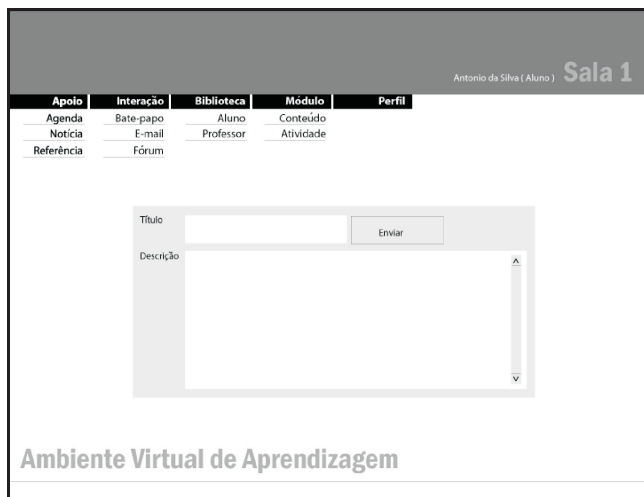 Antonio da Silva ( Aluno ) Sala 1
Apoio Interação Biblioteca Módulo Perfil
Agenda Bate-papo Aluno Conteúdo
Notícia E-mail Professor Atividade
Referência Fórum
Título Enviar
Descrição
Ambiente Virtual de Aprendizagem